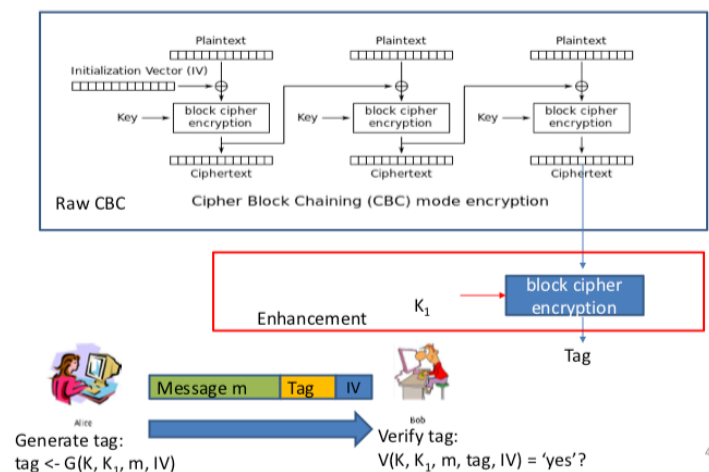 Plaintext Plaintext Plaintext
Initialization Vector (IV)
Key block cipher encryption Key block cipher encryption Key block cipher encryption
Ciphertext Ciphertext Ciphertext
Raw CBC Cipher Block Chaining (CBC) mode encryption
block cipher
encryption
K1
Enhancement
Tag
Message m Tag IV
Alice
Bob
Generate tag:
tag <- G(K, K1, m, IV)
Verify tag:
V(K, K1, m, tag, IV) = ‘yes’?
4